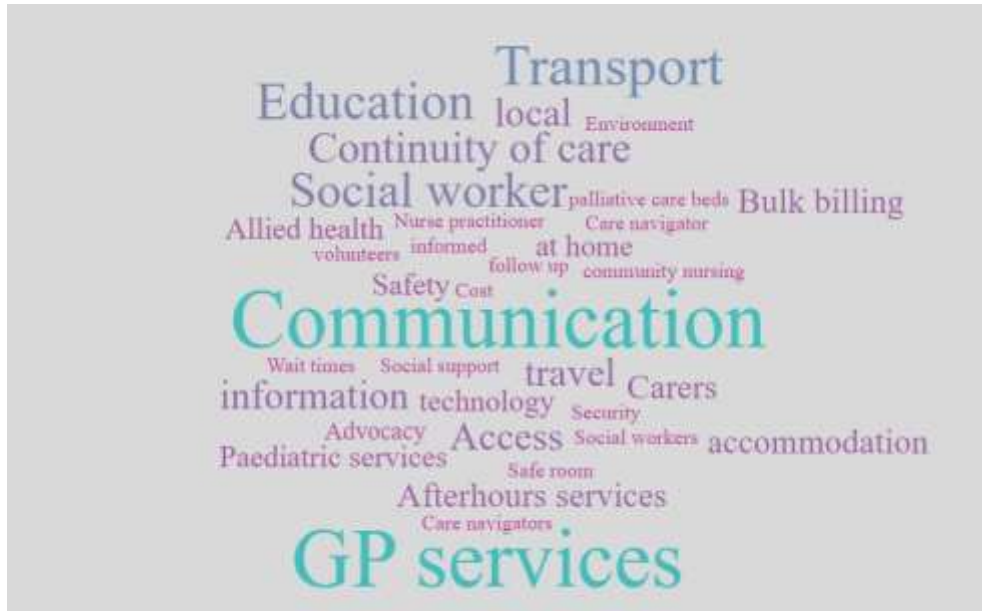 Transport
Education
local Environment
Continuity of care
Social worker palliative care beds Bulk billing
Allied health Nurse practitioner Care navigator
volunteers informed at home
follow up community nursing
Safety Cost
Communication
Wait times Social support travel Carers
information technology Security
Advocacy Access Social workers accommodation
Paediatric services Safe room
Afterhours services
Care navigators
GP services